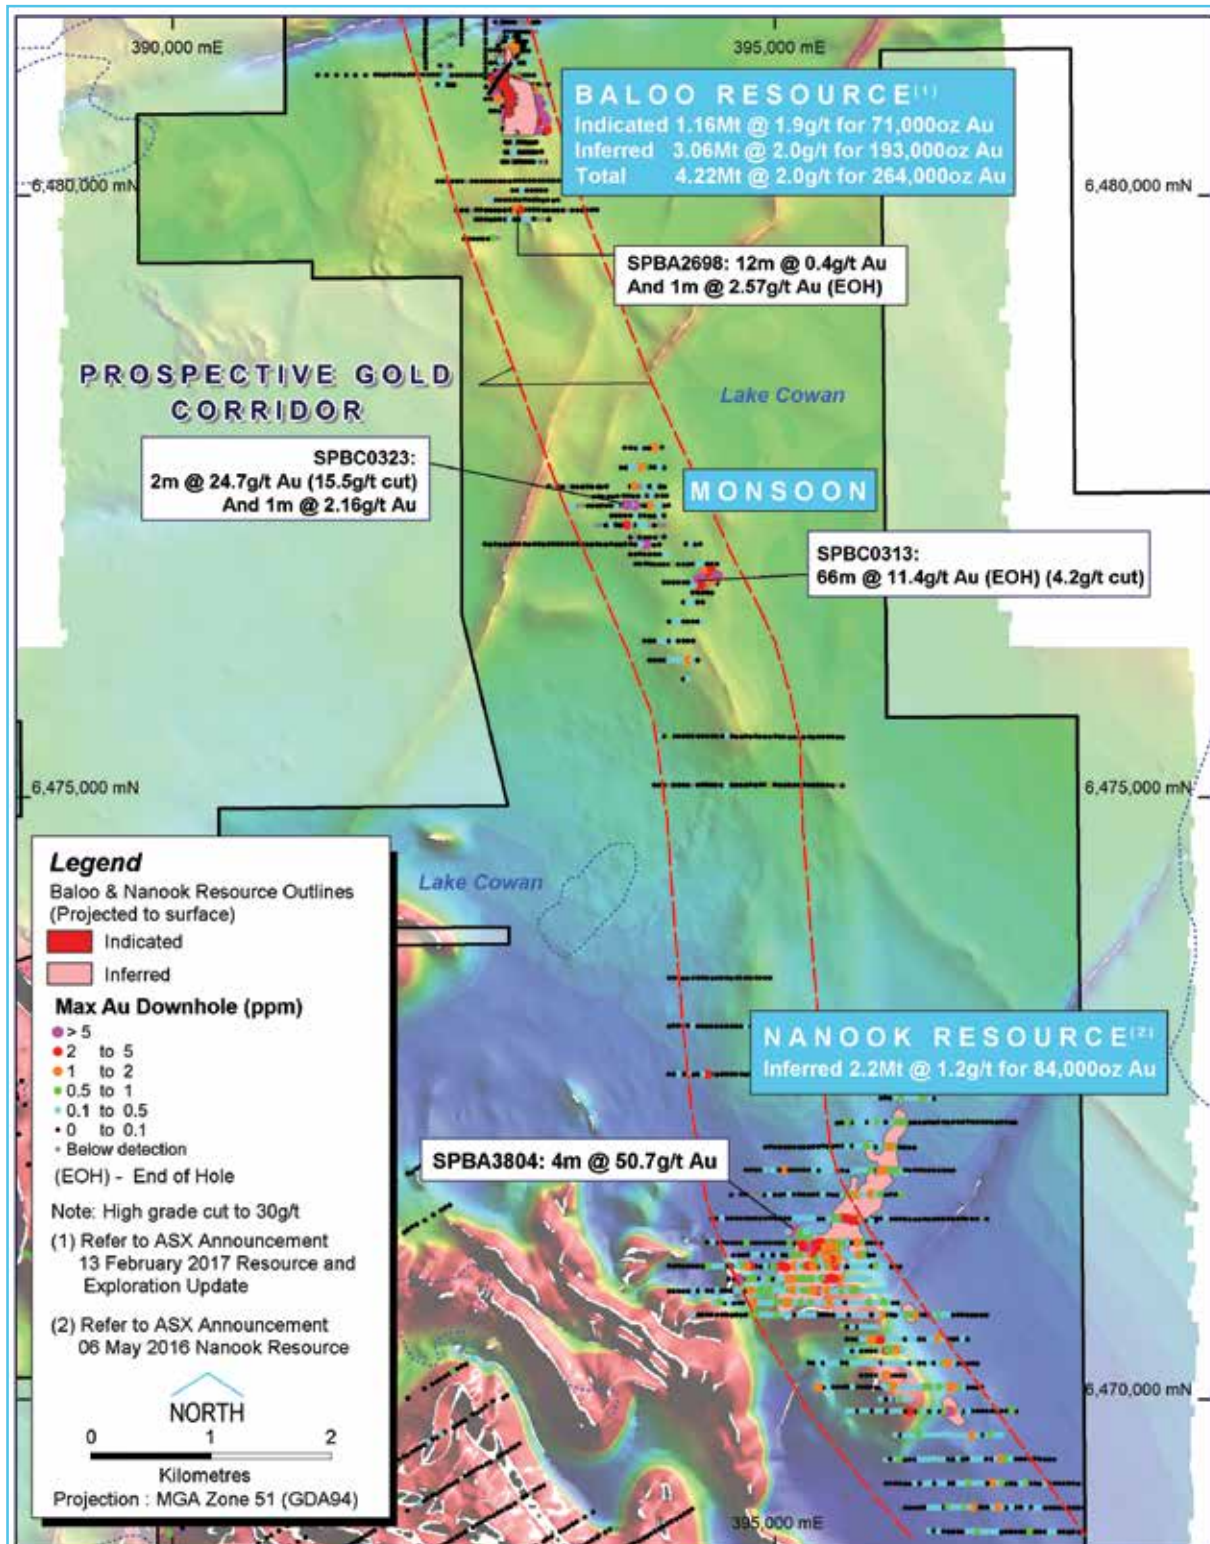 390,000 mE
395,000 mE
BALOO RESOURCE(1)
Indicated 1.16Mt @ 1.9g/t for 71,000oz Au
Inferred 3.06Mt @ 2.0g/t for 193,000oz Au
Total 4.22Mt @ 2.0g/t for 264,000oz Au
6,480,000 mN
6,480,000 mN
SPBA2698: 12m @ 0.4g/t Au
And 1m @ 2.57g/t Au (EOH)
PROSPECTIVE GOLD
CORRIDOR
Lake Cowan
SPBC0323:
2m @ 24.7g/t Au (15.5g/t cut)
And 1m @ 2.16g/t Au
MONSOON
SPBC0313:
66m @ 11.4g/t Au (EOH) (4.2g/t cut)
6,475,000 mN
6,475,000 mN
Lake Cowan
Legend
Baloo & Nanook Resource Outlines
(Projected to surface)
Indicated
Inferred
Max Au Downhole (ppm)
> 5
2 to 5
1 to 2
0.5 to 1
0.1 to 0.5
0 to 0.1
Below detection
(EOH) - End of Hole
Note: High grade cut to 30g/t
(1) Refer to ASX Announcement
13 February 2017 Resource and
Exploration Update
(2) Refer to ASX Announcement
06 May 2016 Nanook Resource
NORTH
0 1 2
Kilometres
Projection : MGA Zone 51 (GDA94)
NANOOK RESOURCE(2)
Inferred 2.2Mt @ 1.2g/t for 84,000oz Au
SPBA3804: 4m @ 50.7g/t Au
6,470,000 mN
395,000 mE